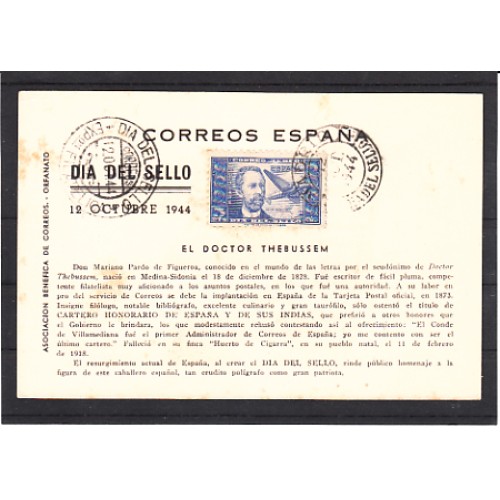 CORREOS ESPAÑA
DIA DEL SELLO
12 OCTUBRE 1944
ASOCIACION BENEFICA DE CORREOS. - ORFANATO
DIA DEL SELLO
EL DOCTOR THEBUSSEM
Don Mariano Pardo de Figueroa, conocido en el mundo de las letras por el seudónimo de Doctor
Thebussem, nació en Medina-Sidonia el 18 de diciembre de 1828. Fué escritor de fácil pluma, compe-
tente filatelista muy aficionado a los asuntos postales, en los que fué una autoridad. A su labor en
pro del servicio de Correos se debe la implantación en España de la Tarjeta Postal oficial, en 1873.
Insigne filólogo, notable bibliógrafo, excelente culinario y gran taurófilo, sólo ostentó el título de
CARTERO HONORARIO DE ESPAÑA Y DE SUS INDIAS, que prefirió a otros honores que
el Gobierno le brindara, los que modestamente rehusó contestando así al ofrecimiento: "El Conde
de Villamediana fué el primer Administrador de Correos de España; yo me contento con ser el
último cartero." Falleció en su finca "Huerto de Cigarra", en su pueblo natal, el 11 de febrero
de 1918.
El resurgimiento actual de España, al crear el DIA DEL SELLO, rinde público homenaje a la
figura de este caballero español, tan erudito polígrafo como gran patriota.